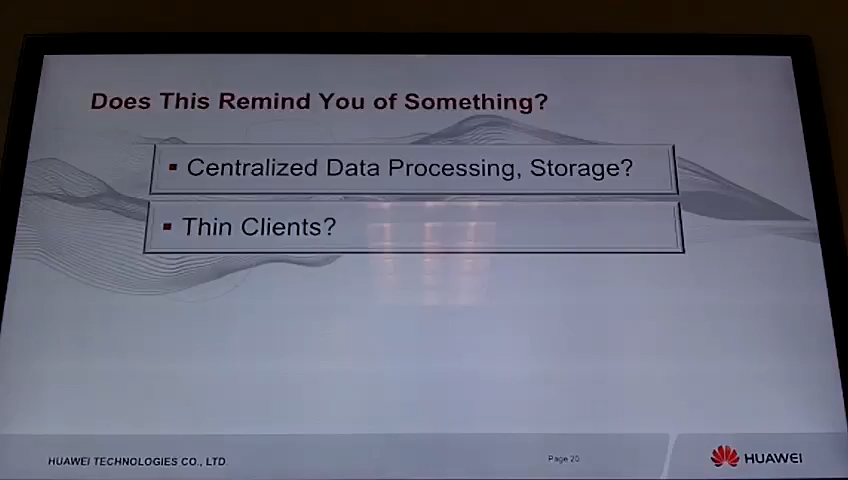 Does This Remind You of Something?
▪ Centralized Data Processing, Storage?
▪ Thin Clients?
HUAWEI TECHNOLOGIES CO., LTD.
Page 20
HUAWEI